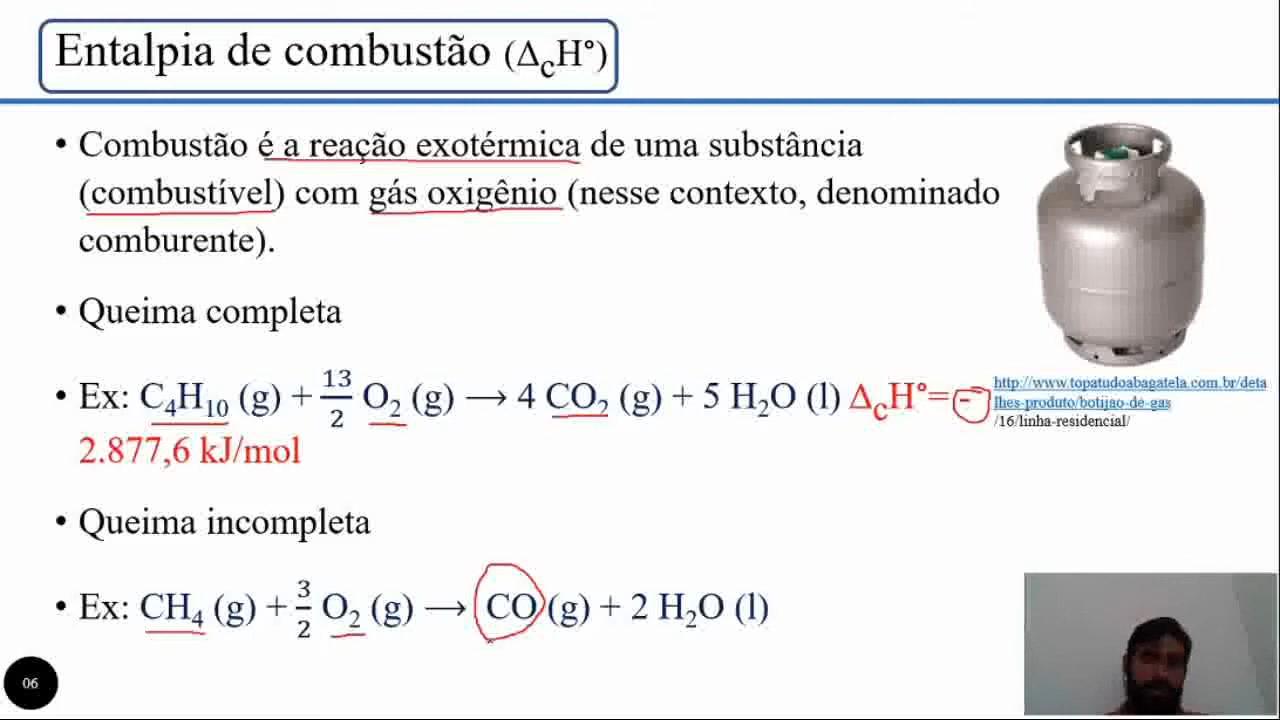 Entalpia de combustão (ΔcH°)
• Combustão é a reação exotérmica de uma substância
(combustível) com gás oxigênio (nesse contexto, denominado
comburente).
• Queima completa
• Ex: C₄H₁₀ (g) + 13/2 O₂ (g) ⟶ 4 CO₂ (g) + 5 H₂O (l) ΔcH°= -
2.877,6 kJ/mol
http://www.topatudoabagatela.com.br/deta
lhes-produto/botijao-de-gas
/16/linha-residencial/
• Queima incompleta
• Ex: CH₄ (g) + 3/2 O₂ (g) ⟶ CO (g) + 2 H₂O (l)
06